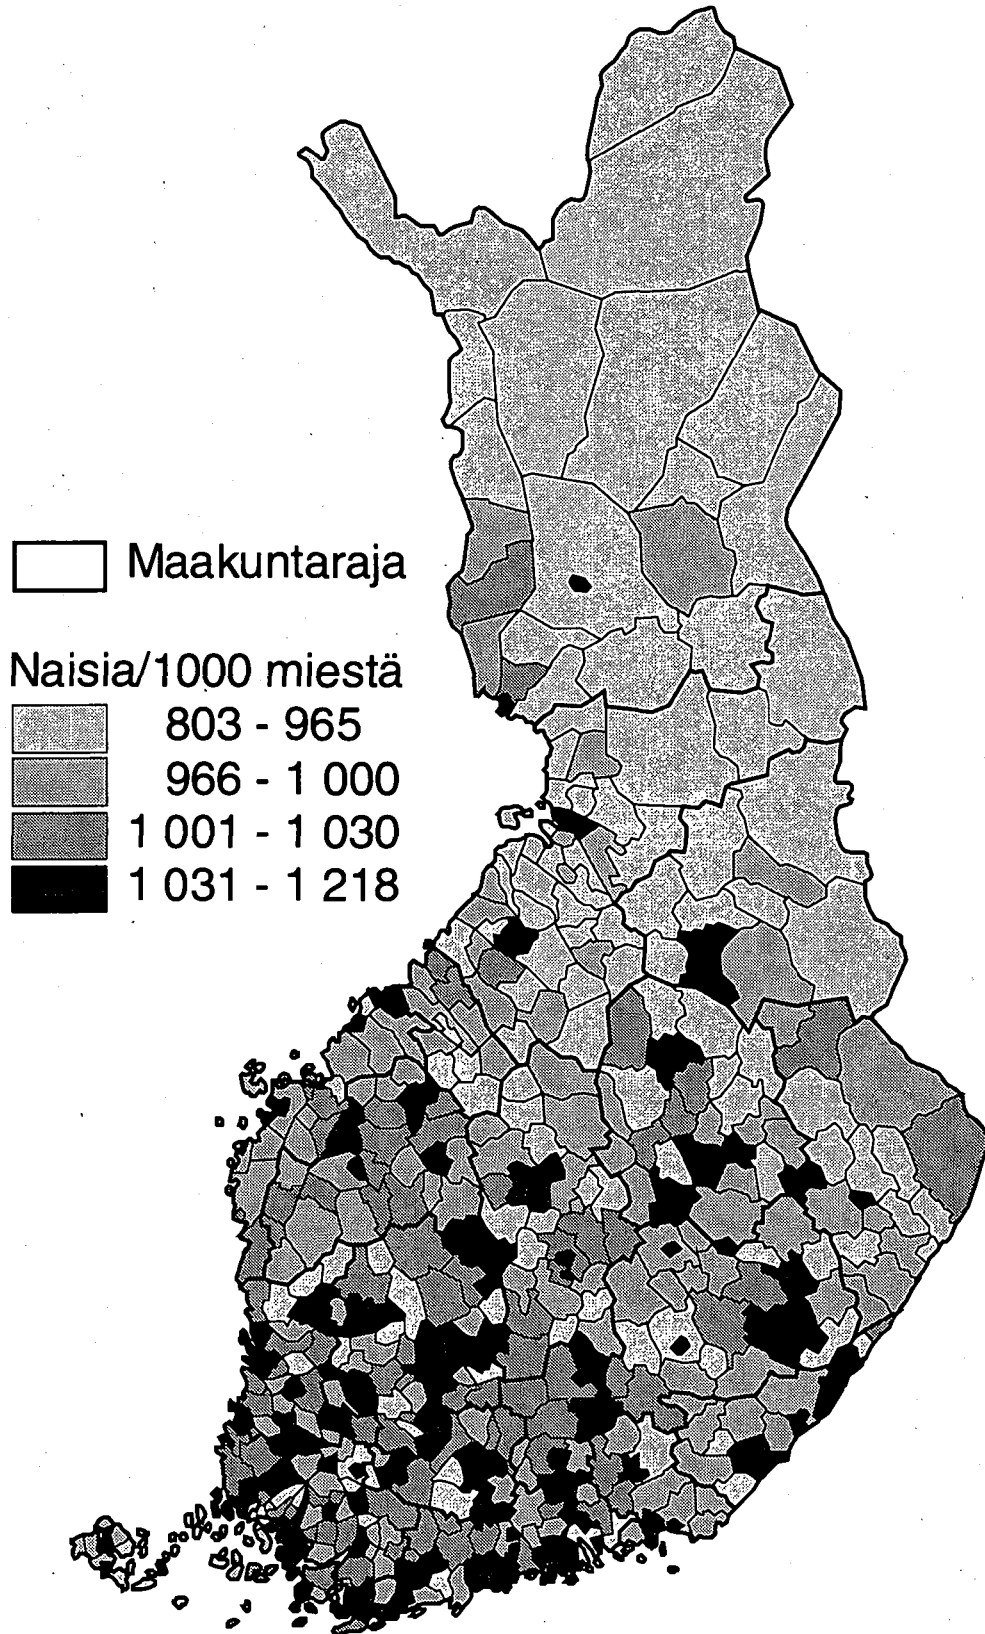 Maakuntaraja
Naisia/1000 miestä
803 - 965
966 - 1 000
1 001 - 1 030
1 031 - 1 218